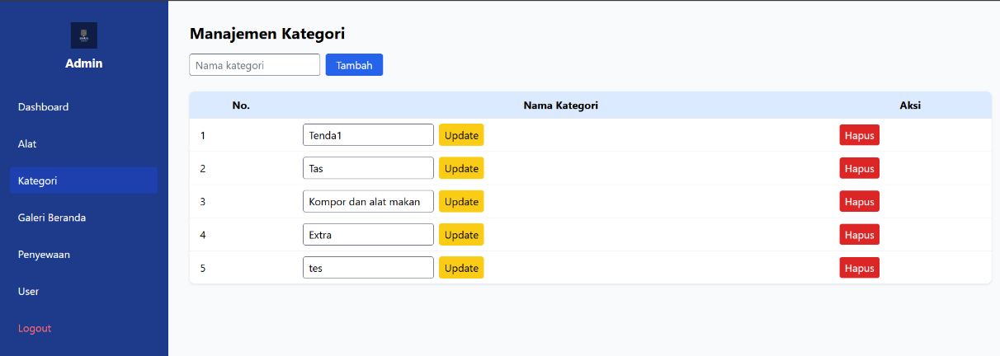 Admin
Dashboard
Alat
Kategori
Galeri Beranda
Penyewaan
User
Logout
Manajemen Kategori
Nama kategori Tambah
No. Nama Kategori Aksi
1 Tenda1 Update Hapus
2 Tas Update Hapus
3 Kompor dan alat makan Update Hapus
4 Extra Update Hapus
5 tes Update Hapus